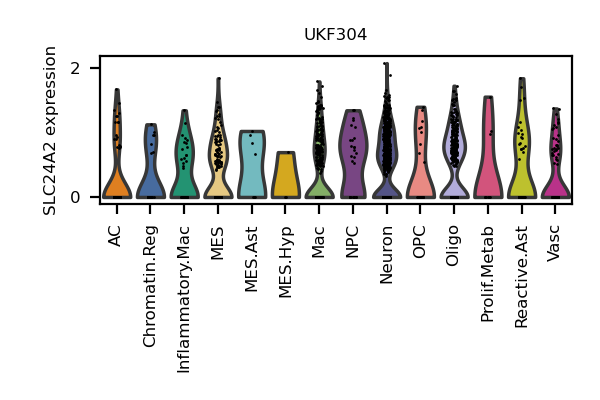 UKF304
SLC24A2 expression
2
0
AC
Chromatin.Reg
Inflammatory.Mac
MES
MES.Ast
MES.Hyp
Mac
NPC
Neuron
OPC
Oligo
Prolif.Metab
Reactive.Ast
Vasc